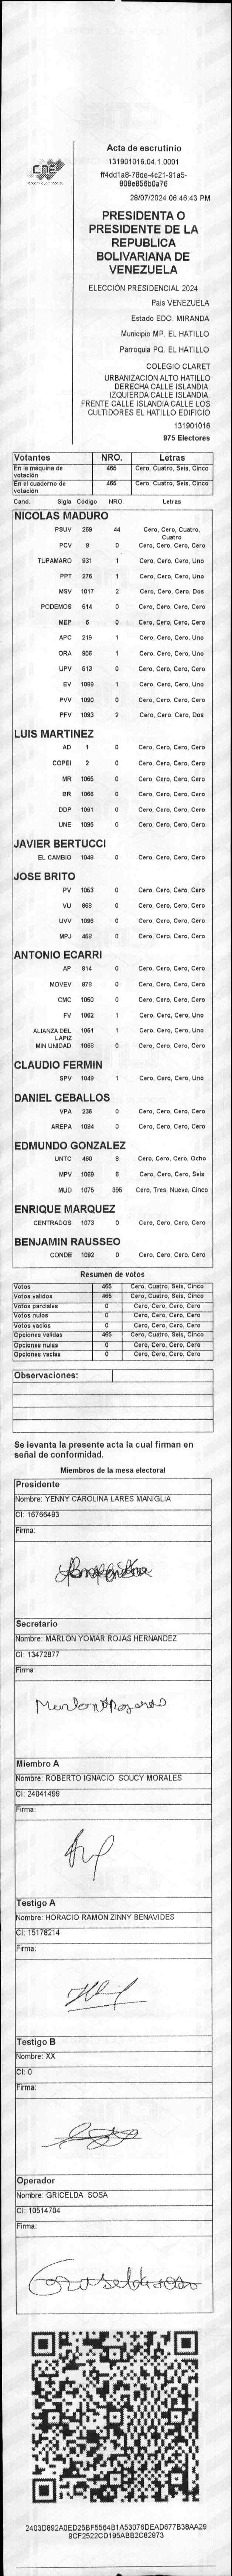 CNE
Acta de escrutinio
131901016.04.1.0001
ff4dd1a8-78de-4c21-91a5-
808e856b0a76
28/07/2024 06:46:43 PM
PRESIDENTA O
PRESIDENTE DE LA
REPUBLICA
BOLIVARIANA DE
VENEZUELA
ELECCIÓN PRESIDENCIAL 2024
Pais VENEZUELA
Estado EDO. MIRANDA
Municipio MP. EL HATILLO
Parroquia PQ. EL HATILLO
COLEGIO CLARET
URBANIZACION ALTO HATILLO
DERECHA CALLE ISLANDIA.
IZQUIERDA CALLE ISLANDIA.
FRENTE CALLE ISLANDIA CALLE LOS
CULTIDORES EL HATILLO EDIFICIO
131901016
975 Electores
Votantes NRO. Letras
En la máquina de votación 465 Cero, Cuatro, Seis, Cinco
En el cuaderno de votación 465 Cero, Cuatro, Seis, Cinco
Cand. Sigla Código NRO. Letras
NICOLAS MADURO
PSUV 269 44 Cero, Cero, Cuatro, Cuatro
PCV 9 0 Cero, Cero, Cero, Cero
TUPAMARO 931 1 Cero, Cero, Cero, Uno
PPT 276 1 Cero, Cero, Cero, Uno
MSV 1017 2 Cero, Cero, Cero, Dos
PODEMOS 514 0 Cero, Cero, Cero, Cero
MEP 6 0 Cero, Cero, Cero, Cero
APC 219 1 Cero, Cero, Cero, Uno
ORA 906 1 Cero, Cero, Cero, Uno
UPV 513 0 Cero, Cero, Cero, Cero
EV 1089 1 Cero, Cero, Cero, Uno
PVV 1090 0 Cero, Cero, Cero, Cero
PFV 1093 2 Cero, Cero, Cero, Dos
LUIS MARTINEZ
AD 1 0 Cero, Cero, Cero, Cero
COPEI 2 0 Cero, Cero, Cero, Cero
MR 1065 0 Cero, Cero, Cero, Cero
BR 1066 0 Cero, Cero, Cero, Cero
DDP 1091 0 Cero, Cero, Cero, Cero
UNE 1095 0 Cero, Cero, Cero, Cero
JAVIER BERTUCCI
EL CAMBIO 1048 0 Cero, Cero, Cero, Cero
JOSE BRITO
PV 1053 0 Cero, Cero, Cero, Cero
VU 869 0 Cero, Cero, Cero, Cero
UVV 1096 0 Cero, Cero, Cero, Cero
MPJ 458 0 Cero, Cero, Cero, Cero
ANTONIO ECARRI
AP 914 0 Cero, Cero, Cero, Cero
MOVEV 878 0 Cero, Cero, Cero, Cero
CMC 1050 0 Cero, Cero, Cero, Cero
FV 1062 1 Cero, Cero, Cero, Uno
ALIANZA DEL LAPIZ 1051 1 Cero, Cero, Cero, Uno
MIN UNIDAD 1068 0 Cero, Cero, Cero, Cero
CLAUDIO FERMIN
SPV 1049 1 Cero, Cero, Cero, Uno
DANIEL CEBALLOS
VPA 236 0 Cero, Cero, Cero, Cero
AREPA 1094 0 Cero, Cero, Cero, Cero
EDMUNDO GONZALEZ
UNTC 460 8 Cero, Cero, Cero, Ocho
MPV 1069 6 Cero, Cero, Cero, Seis
MUD 1075 395 Cero, Tres, Nueve, Cinco
ENRIQUE MARQUEZ
CENTRADOS 1073 0 Cero, Cero, Cero, Cero
BENJAMIN RAUSSEO
CONDE 1092 0 Cero, Cero, Cero, Cero
Resumen de votos
Votos 465 Cero, Cuatro, Seis, Cinco
Votos validos 465 Cero, Cuatro, Seis, Cinco
Votos parciales 0 Cero, Cero, Cero, Cero
Votos nulos 0 Cero, Cero, Cero, Cero
Votos vacios 0 Cero, Cero, Cero, Cero
Opciones validas 465 Cero, Cuatro, Seis, Cinco
Opciones nulas 0 Cero, Cero, Cero, Cero
Opciones vacias 0 Cero, Cero, Cero, Cero
Observaciones:
Se levanta la presente acta la cual firman en
señal de conformidad.
Miembros de la mesa electoral
Presidente
Nombre: YENNY CAROLINA LARES MANIGLIA
CI: 16766493
Firma:
Secretario
Nombre: MARLON YOMAR ROJAS HERNANDEZ
CI: 13472877
Firma:
Miembro A
Nombre: ROBERTO IGNACIO SOUCY MORALES
CI: 24041499
Firma:
Testigo A
Nombre: HORACIO RAMON ZINNY BENAVIDES
CI: 15178214
Firma:
Testigo B
Nombre: XX
CI: 0
Firma:
Operador
Nombre: GRICELDA SOSA
CI: 10514704
Firma:
2403D892A0ED25BF5564B1A53076DEAD677B38AA29
9CF2522CD195ABB2C82973